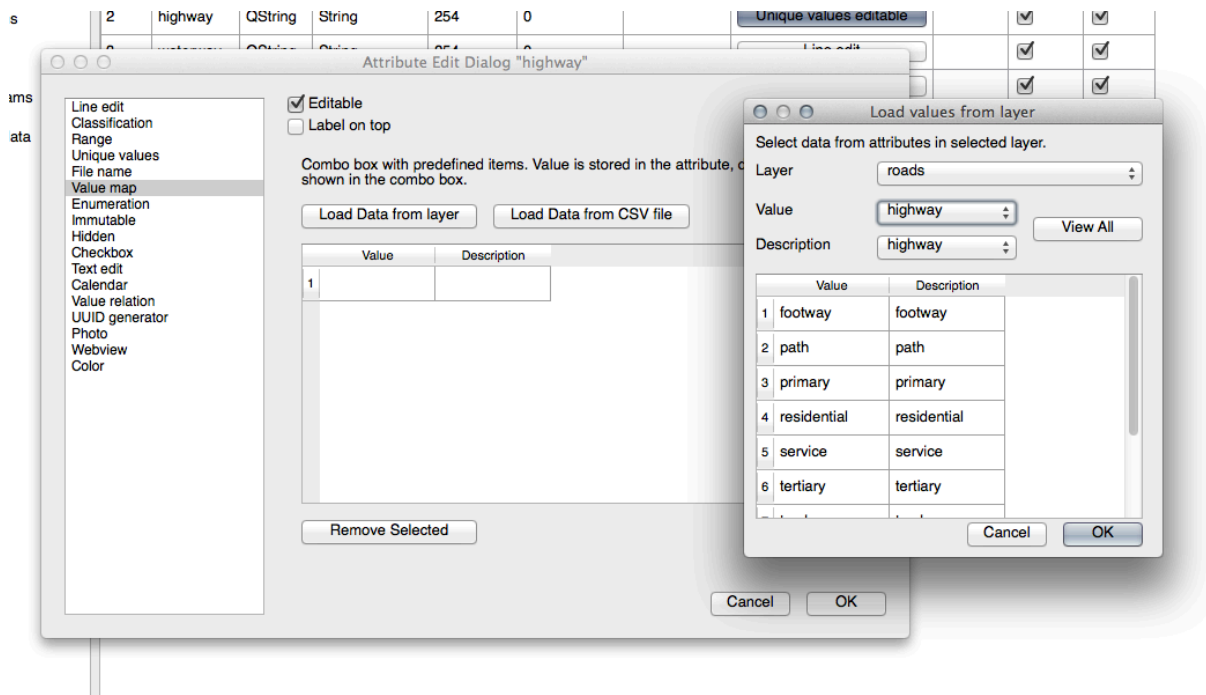 s
2 highway QString String 254 0 Unique values editable
Line edit
Attribute Edit Dialog "highway"
ams
ata
Line edit
Classification
Range
Unique values
File name
Value map
Enumeration
Immutable
Hidden
Checkbox
Text edit
Calendar
Value relation
UUID generator
Photo
Webview
Color
Editable
Label on top
Combo box with predefined items. Value is stored in the attribute,
shown in the combo box.
Load Data from layer Load Data from CSV file
Value Description
1
Remove Selected
Cancel OK
Load values from layer
Select data from attributes in selected layer.
Layer roads
Value highway
View All
Description highway
Value Description
1 footway footway
2 path path
3 primary primary
4 residential residential
5 service service
6 tertiary tertiary
Cancel OK